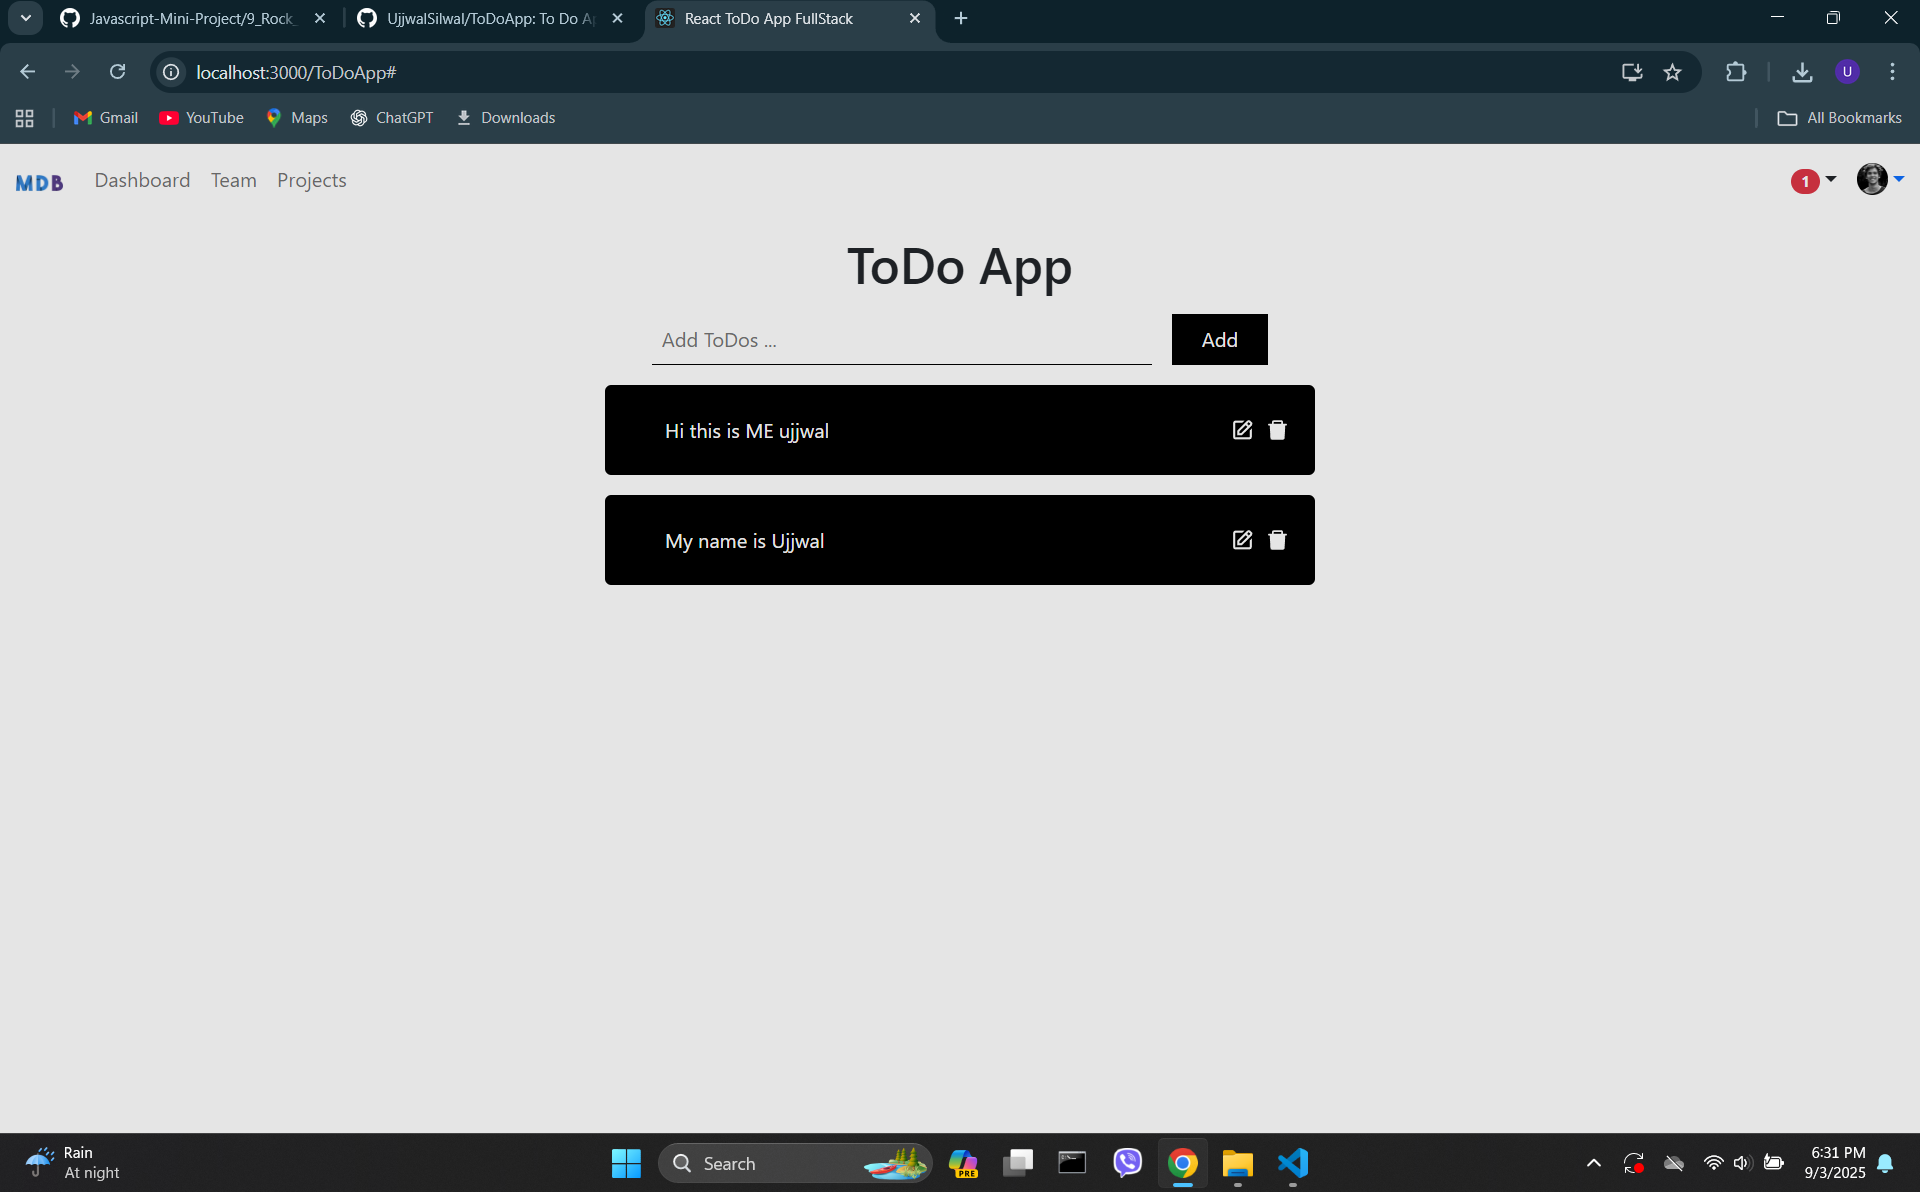 Javascript-Mini-Project/9_Rock_
UjjwalSilwal/ToDoApp: To Do A
React ToDo App FullStack
localhost:3000/ToDoApp#
U
Gmail
YouTube
Maps
ChatGPT
Downloads
All Bookmarks
MDB
Dashboard
Team
Projects
1
ToDo App
Add ToDos ...
Add
Hi this is ME ujjwal
My name is Ujjwal
Rain
At night
Search
PRE
6:31 PM
9/3/2025